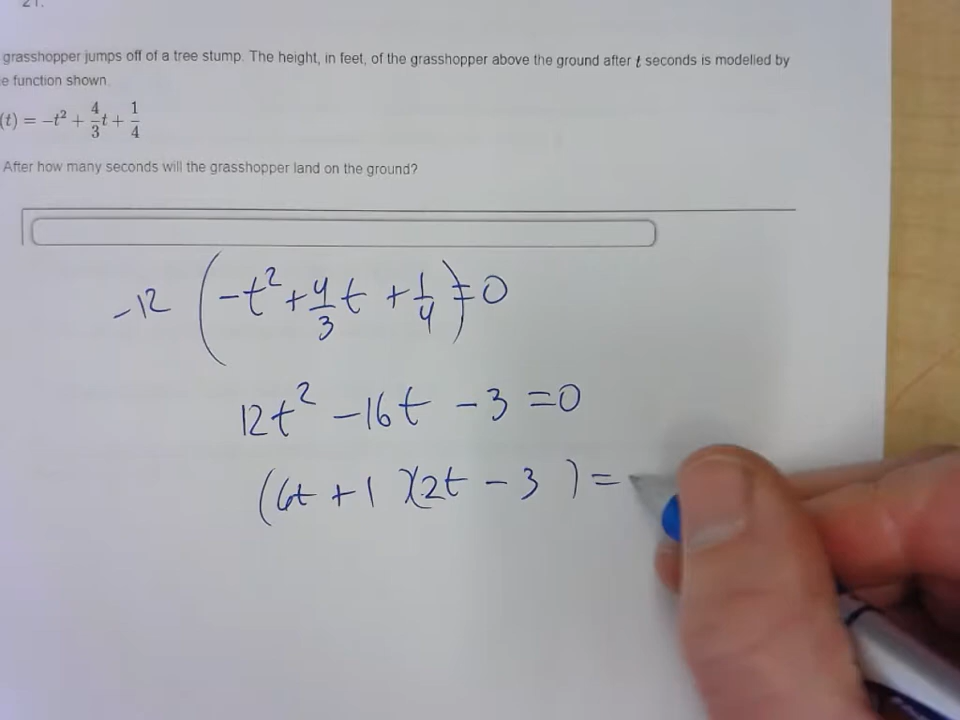 21.
grasshopper jumps off of a tree stump. The height, in feet, of the grasshopper above the ground after t seconds is modelled by
e function shown.
(t) = −t² + 4/3 t + 1/4
After how many seconds will the grasshopper land on the ground?
-12 (-t² + 4/3 t + 1/4) = 0
12t² - 16t - 3 = 0
(6t + 1)(2t - 3) =